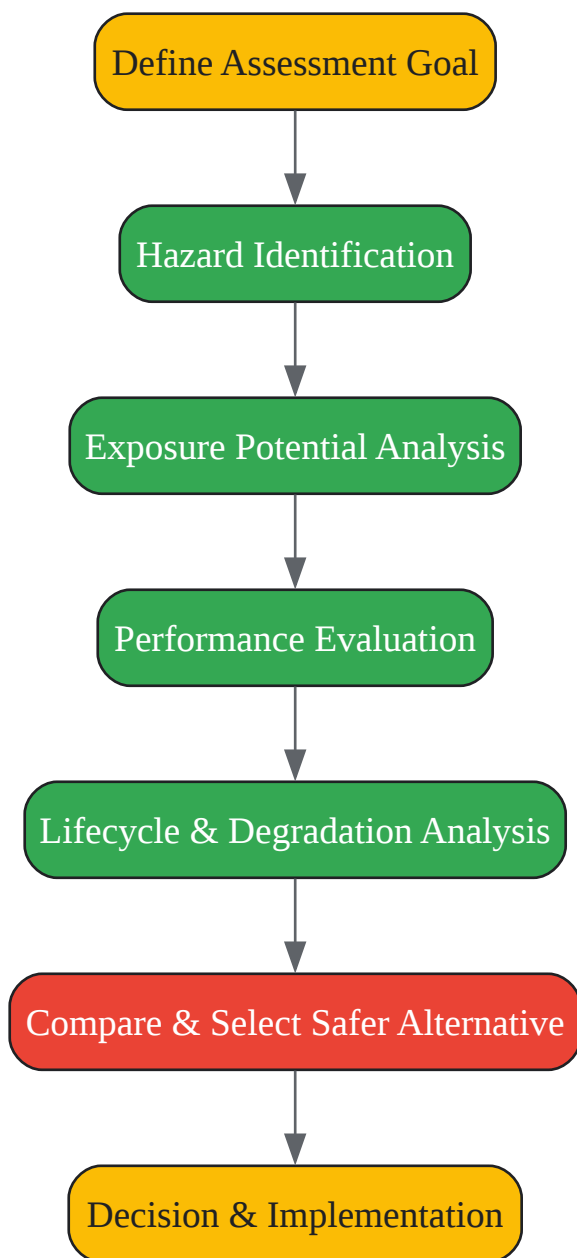 Define Assessment Goal
Hazard Identification
Exposure Potential Analysis
Performance Evaluation
Lifecycle & Degradation Analysis
Compare & Select Safer Alternative
Decision & Implementation